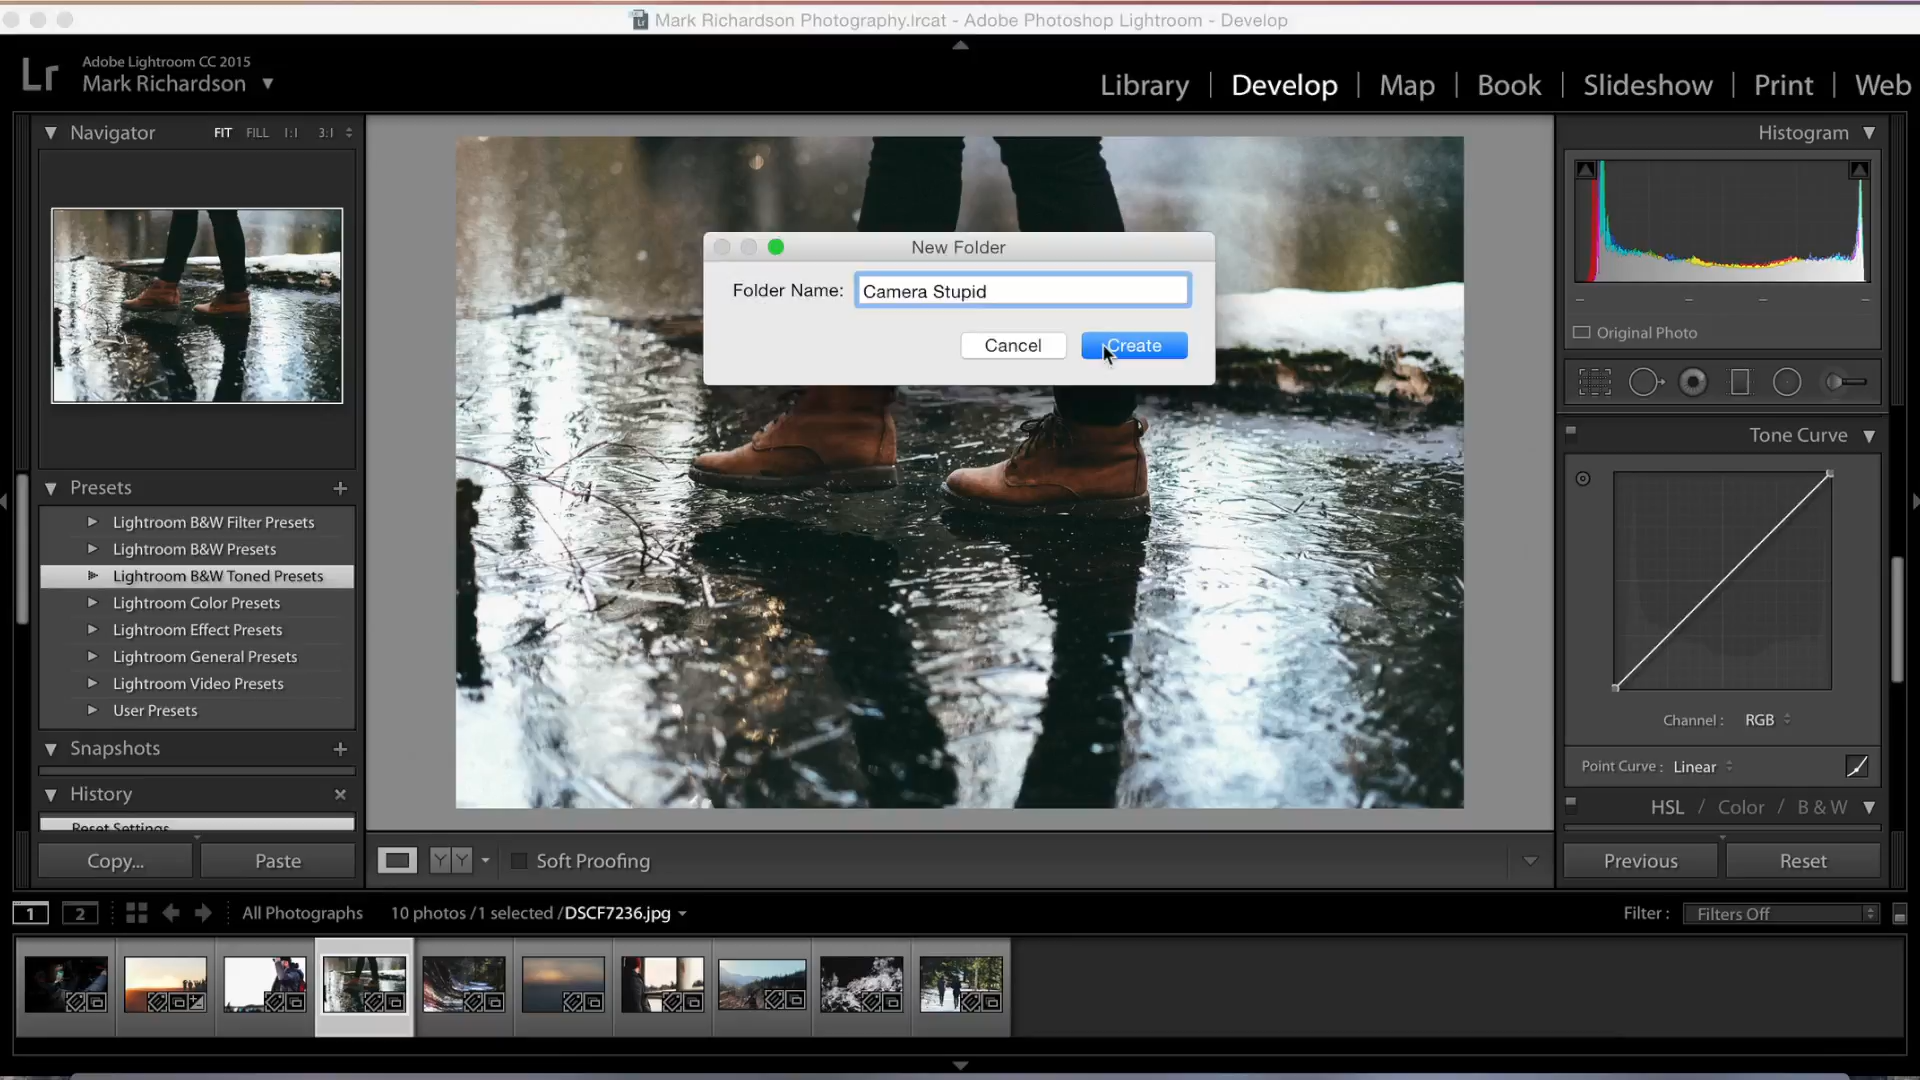 Mark Richardson Photography.lrcat - Adobe Photoshop Lightroom - Develop
Lr
Adobe Lightroom CC 2015
Mark Richardson
Library | Develop | Map | Book | Slideshow | Print | Web
Navigator FIT FILL 1:1 3:1
Histogram
New Folder
Folder Name: Camera Stupid
Cancel Create
Original Photo
Tone Curve
Presets +
Lightroom B&W Filter Presets
Lightroom B&W Presets
Lightroom B&W Toned Presets
Lightroom Color Presets
Lightroom Effect Presets
Lightroom General Presets
Lightroom Video Presets
User Presets
Channel : RGB
Snapshots +
Point Curve : Linear
History ×
HSL / Color / B & W
Reset Settings
Copy... Paste
YY
Soft Proofing
Previous Reset
1 2 All Photographs 10 photos / 1 selected / DSCF7236.jpg
Filter : Filters Off